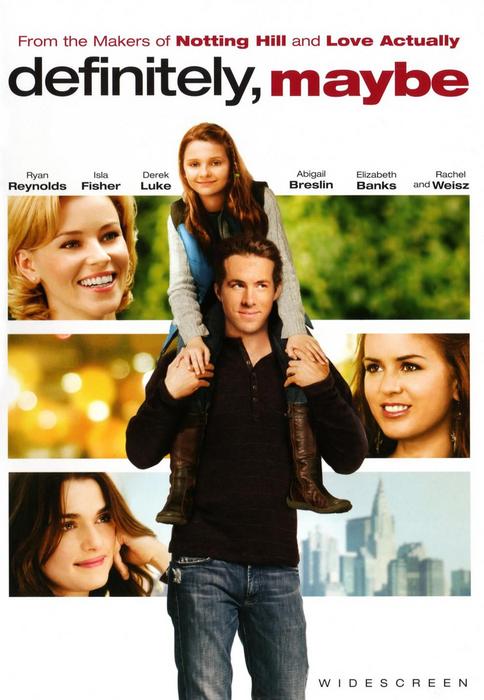 From the Makers of Notting Hill and Love Actually
definitely, maybe
Ryan Reynolds Isla Fisher Derek Luke Abigail Breslin Elizabeth Banks and Rachel Weisz
WIDESCREEN